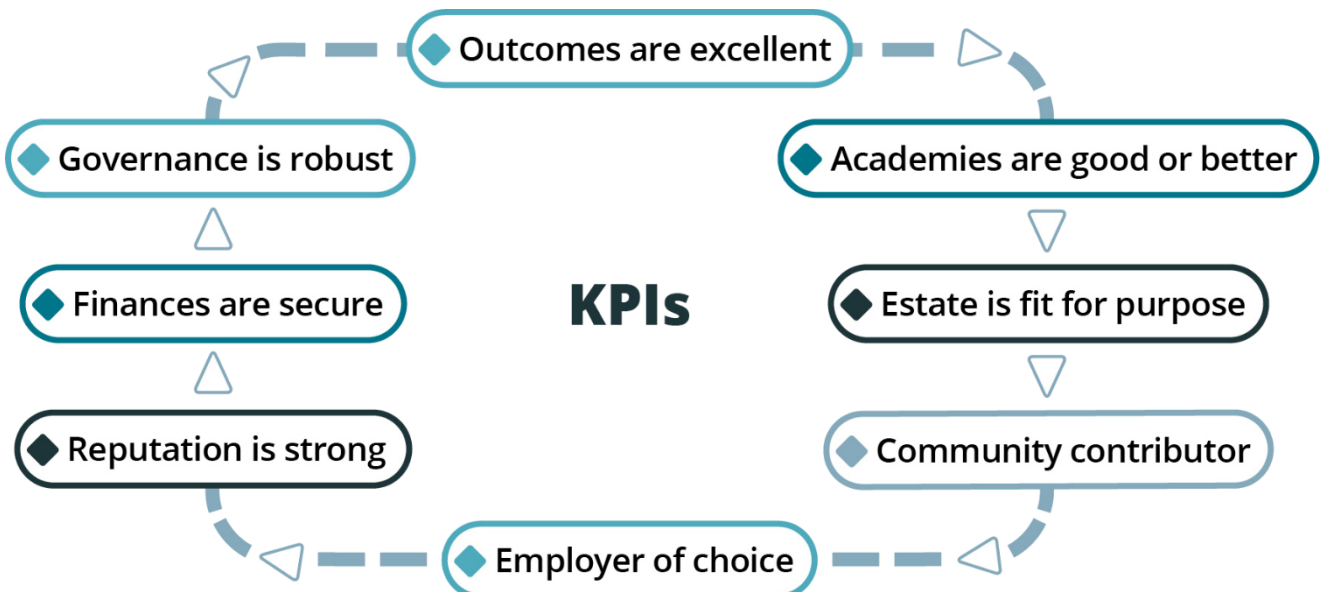 Outcomes are excellent
Governance is robust
Academies are good or better
Finances are secure
KPIs
Estate is fit for purpose
Reputation is strong
Community contributor
Employer of choice